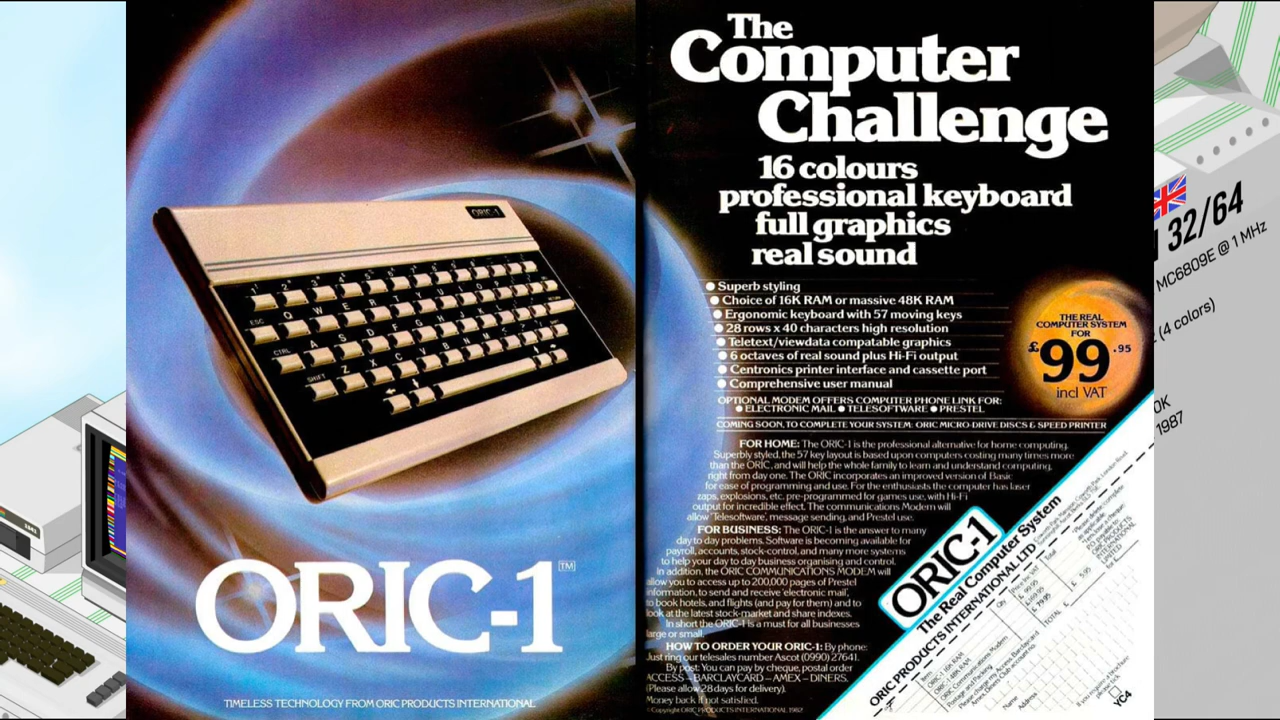 ORIC-1
ESC
CTRL
SHIFT
ORIC-1™
TIMELESS TECHNOLOGY FROM ORIC PRODUCTS INTERNATIONAL
The
Computer
Challenge
16 colours
professional keyboard
full graphics
real sound
● Superb styling
● Choice of 16K RAM or massive 48K RAM
● Ergonomic keyboard with 57 moving keys
● 28 rows x 40 characters high resolution
● Teletext/viewdata compatable graphics
● 6 octaves of real sound plus Hi-Fi output
● Centronics printer interface and cassette port
● Comprehensive user manual
THE REAL
COMPUTER SYSTEM
FOR
£99.95
incl VAT
OPTIONAL MODEM OFFERS COMPUTER PHONE LINK FOR:
● ELECTRONIC MAIL ● TELESOFTWARE ● PRESTEL
COMING SOON, TO COMPLETE YOUR SYSTEM: ORIC MICRO-DRIVE DISCS & SPEED PRINTER
FOR HOME: The ORIC-1 is the professional alternative for home computing.
Superbly styled, the 57 key layout is based upon computers costing many times more
than the ORIC, and will help the whole family to learn and understand computing,
right from day one. The ORIC incorporates an improved version of Basic
for ease of programming and use. For the enthusiasts the computer has laser
zaps, explosions, etc. pre-programmed for games use, with Hi-Fi
output for incredible effect. The communications Modem will
allow 'Telesoftware', message sending, and Prestel use.
FOR BUSINESS: The ORIC-1 is the answer to many
day to day problems. Software is becoming available for
payroll, accounts, stock-control, and many more systems
to help your day to day business organising and control.
In addition, the ORIC COMMUNICATIONS MODEM will
allow you to access up to 200,000 pages of Prestel
information, to send and receive 'electronic mail',
to book hotels, and flights (and pay for them) and to
look at the latest stock-market and share indexes.
In short the ORIC-1 is a must for all businesses
large or small.
HOW TO ORDER YOUR ORIC-1: By phone:
Just ring our telesales number Ascot (0990) 27641.
By post: You can pay by cheque, postal order
ACCESS – BARCLAYCARD – AMEX – DINERS.
(Please allow 28 days for delivery).
Money back if not satisfied.
© Copyright ORIC PRODUCTS INTERNATIONAL 1982
ORIC-1
The Real Computer System
ORIC PRODUCTS INTERNATIONAL LTD
TOTAL £
YC4
32/64
MC6809E @ 1 MHz
(4 colors)
1987